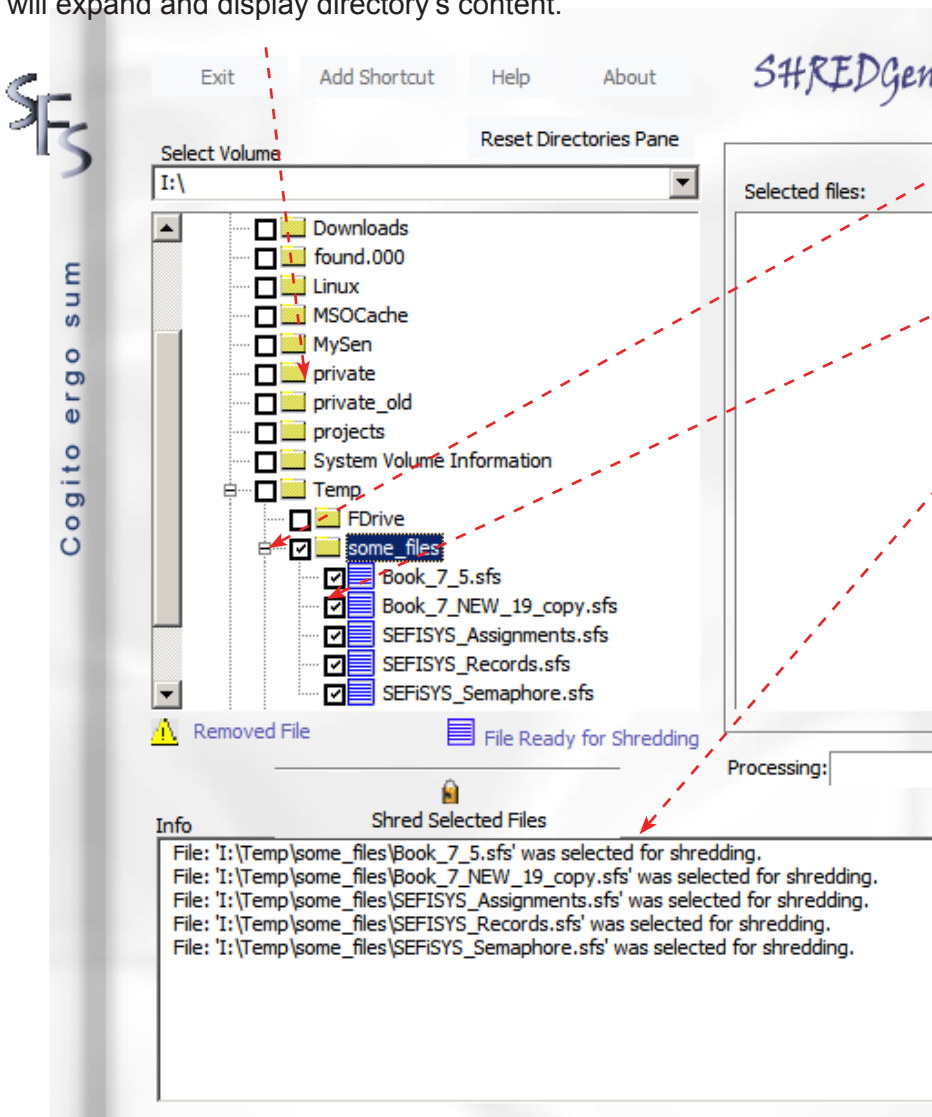 will expand and display directory's content.
SFS
Exit Add Shortcut Help About
SHREDGen
Reset Directories Pane
Select Volume
I:\
Selected files:
Downloads
found.000
Linux
MSOCache
MySen
private
private_old
projects
System Volume Information
Temp
FDrive
some_files
Book_7_5.sfs
Book_7_NEW_19_copy.sfs
SEFISYS_Assignments.sfs
SEFISYS_Records.sfs
SEFiSYS_Semaphore.sfs
Cogito ergo sum
Removed File
File Ready for Shredding
Processing:
Shred Selected Files
Info
File: 'I:\Temp\some_files\Book_7_5.sfs' was selected for shredding.
File: 'I:\Temp\some_files\Book_7_NEW_19_copy.sfs' was selected for shredding.
File: 'I:\Temp\some_files\SEFISYS_Assignments.sfs' was selected for shredding.
File: 'I:\Temp\some_files\SEFISYS_Records.sfs' was selected for shredding.
File: 'I:\Temp\some_files\SEFiSYS_Semaphore.sfs' was selected for shredding.